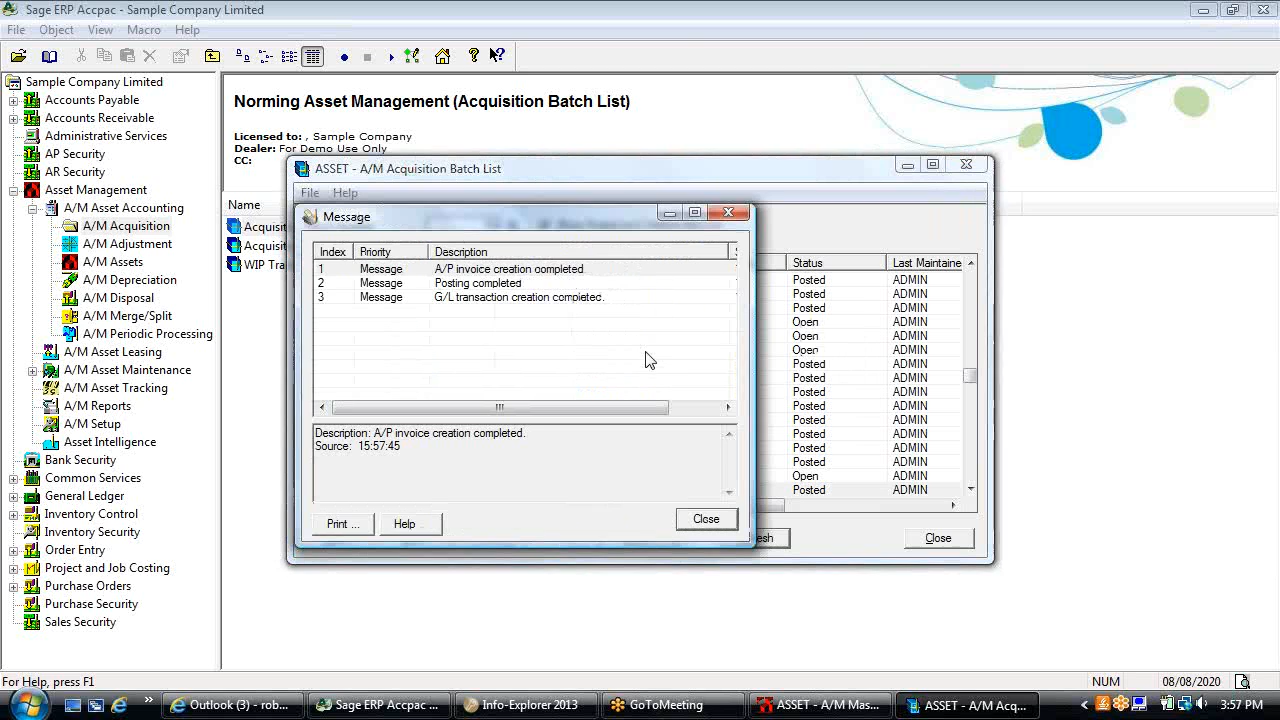 Sage ERP Accpac - Sample Company Limited
File Object View Macro Help
Sample Company Limited
Accounts Payable
Accounts Receivable
Administrative Services
AP Security
AR Security
Asset Management
A/M Asset Accounting
A/M Acquisition
A/M Adjustment
A/M Assets
A/M Depreciation
A/M Disposal
A/M Merge/Split
A/M Periodic Processing
A/M Asset Leasing
A/M Asset Maintenance
A/M Asset Tracking
A/M Reports
A/M Setup
Asset Intelligence
Bank Security
Common Services
General Ledger
Inventory Control
Inventory Security
Order Entry
Project and Job Costing
Purchase Orders
Purchase Security
Sales Security
Norming Asset Management (Acquisition Batch List)
Licensed to: , Sample Company
Dealer: For Demo Use Only
CC:
Name
Acquisit
Acquisit
WIP Tra
ASSET - A/M Acquisition Batch List
File Help
Status Last Maintaine
Posted ADMIN
Posted ADMIN
Posted ADMIN
Open ADMIN
Open ADMIN
Open ADMIN
Posted ADMIN
Posted ADMIN
Posted ADMIN
Posted ADMIN
Posted ADMIN
Posted ADMIN
Posted ADMIN
Posted ADMIN
Open ADMIN
Posted ADMIN
esh Close
Message
Index Priority Description
1 Message A/P invoice creation completed
2 Message Posting completed
3 Message G/L transaction creation completed.
Description: A/P invoice creation completed.
Source: 15:57:45
Print ... Help Close
For Help, press F1 NUM 08/08/2020
Outlook (3) - rob... Sage ERP Accpac ... Info-Explorer 2013 GoToMeeting ASSET - A/M Mas... ASSET - A/M Acq... 3:57 PM